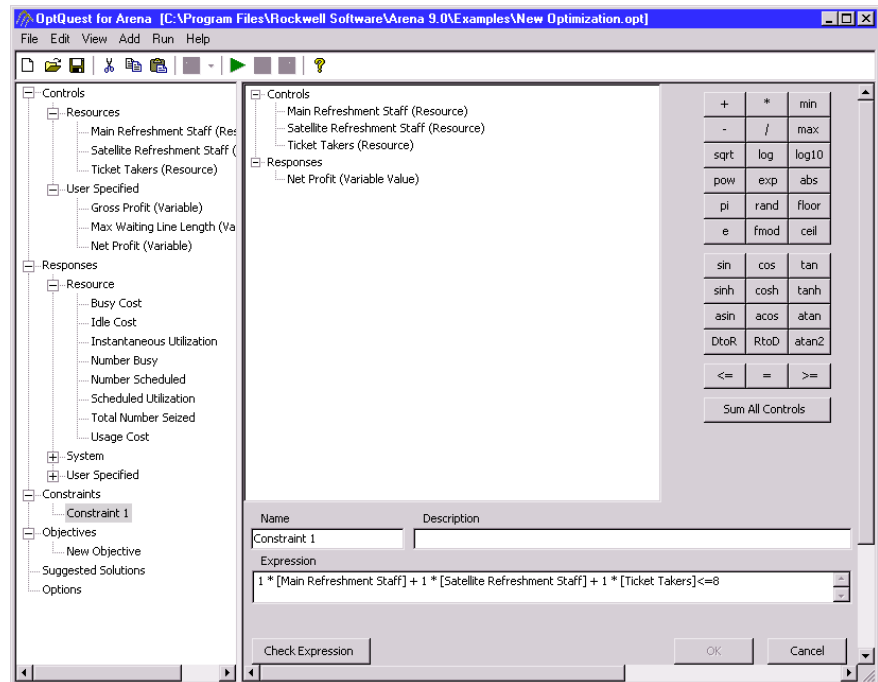 OptQuest for Arena [C:\Program Files\Rockwell Software\Arena 9.0\Examples\New Optimization.opt]
File Edit View Add Run Help
Controls
Resources
Main Refreshment Staff (Res
Satellite Refreshment Staff (
Ticket Takers (Resource)
User Specified
Gross Profit (Variable)
Max Waiting Line Length (Va
Net Profit (Variable)
Responses
Resource
Busy Cost
Idle Cost
Instantaneous Utilization
Number Busy
Number Scheduled
Scheduled Utilization
Total Number Seized
Usage Cost
System
User Specified
Constraints
Constraint 1
Objectives
New Objective
Suggested Solutions
Options
Controls
Main Refreshment Staff (Resource)
Satellite Refreshment Staff (Resource)
Ticket Takers (Resource)
Responses
Net Profit (Variable Value)
+ * min
- / max
sqrt log log10
pow exp abs
pi rand floor
e fmod ceil
sin cos tan
sinh cosh tanh
asin acos atan
DtoR RtoD atan2
<= = >=
Sum All Controls
Name Description
Constraint 1
Expression
1 * [Main Refreshment Staff] + 1 * [Satellite Refreshment Staff] + 1 * [Ticket Takers]<=8
Check Expression OK Cancel